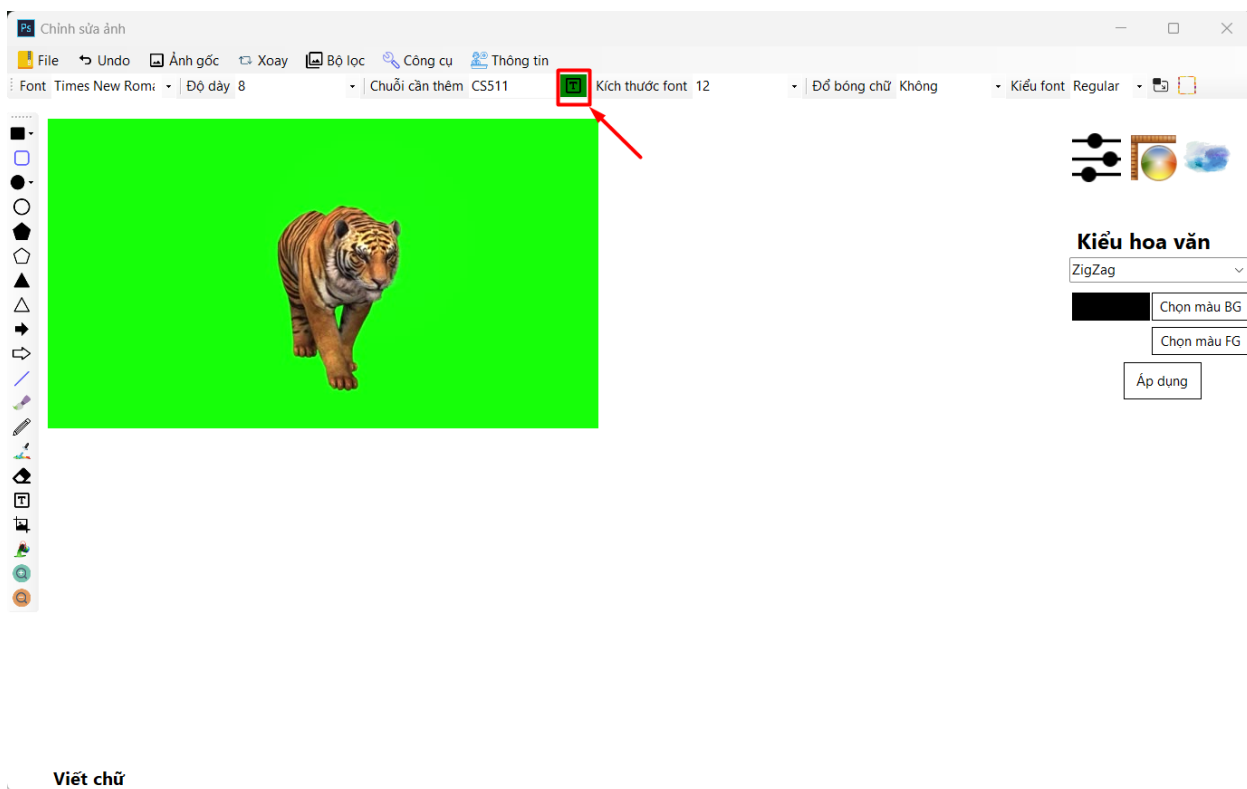 Ps Chỉnh sửa ảnh
File Undo Ảnh gốc Xoay Bộ lọc Công cụ Thông tin
Font Times New Roma Độ dày 8 Chuỗi cần thêm CS511 T Kích thước font 12 Đổ bóng chữ Không Kiểu font Regular
T
Kiểu hoa văn
ZigZag
Chọn màu BG
Chọn màu FG
Áp dụng
Viết chữ